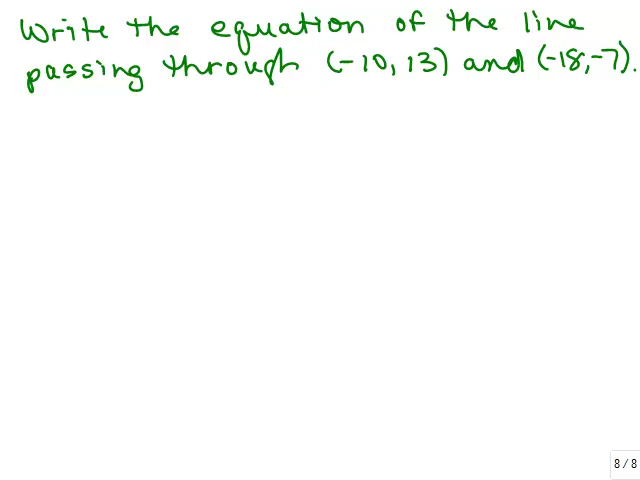 Write the equation of the line
passing through (-10, 13) and (-18, -7).
8 / 8